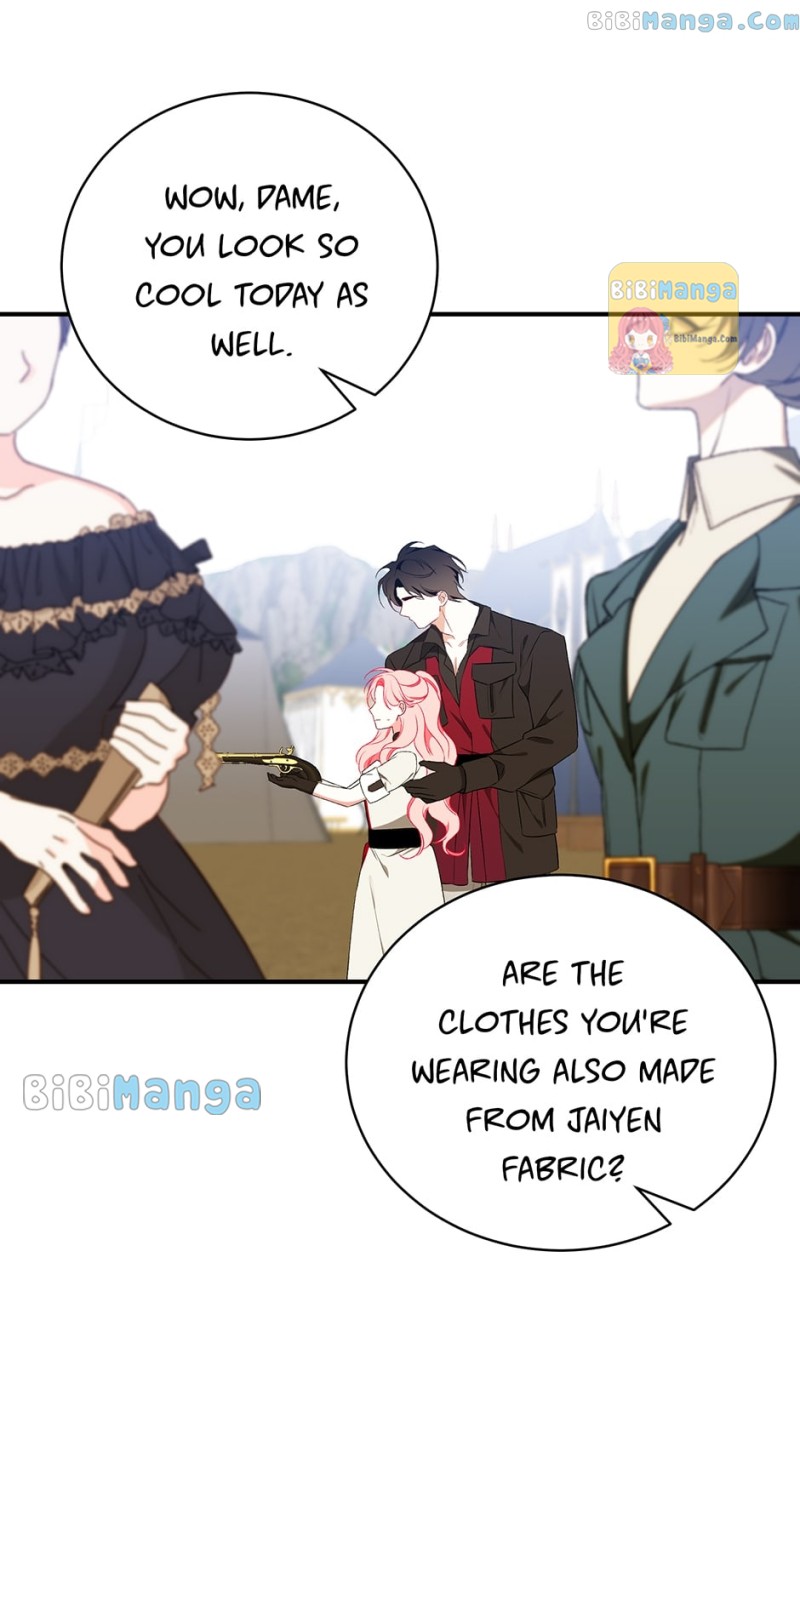 BiBiManga.Com
WOW, DAME,
YOU LOOK SO
COOL TODAY AS
WELL.
BiBiManga
BibiManga.Com
ARE THE
CLOTHES YOU'RE
WEARING ALSO MADE
FROM JAIYEN
FABRIC?
BiBiManga